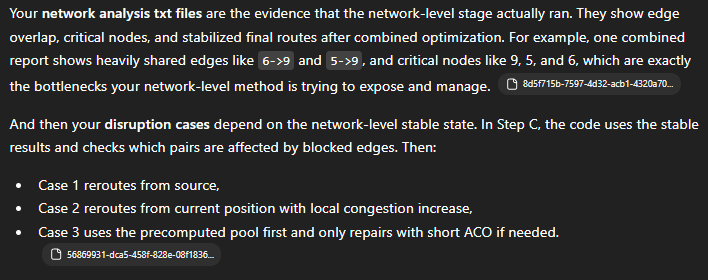 Your network analysis txt files are the evidence that the network-level stage actually ran. They show edge
overlap, critical nodes, and stabilized final routes after combined optimization. For example, one combined
report shows heavily shared edges like 6->9 and 5->9, and critical nodes like 9, 5, and 6, which are exactly
the bottlenecks your network-level method is trying to expose and manage. 8d5f715b-7597-4d32-acb1-4320a70...
And then your disruption cases depend on the network-level stable state. In Step C, the code uses the stable
results and checks which pairs are affected by blocked edges. Then:
• Case 1 reroutes from source,
• Case 2 reroutes from current position with local congestion increase,
• Case 3 uses the precomputed pool first and only repairs with short ACO if needed.
56869931-dca5-458f-828e-08f1836...